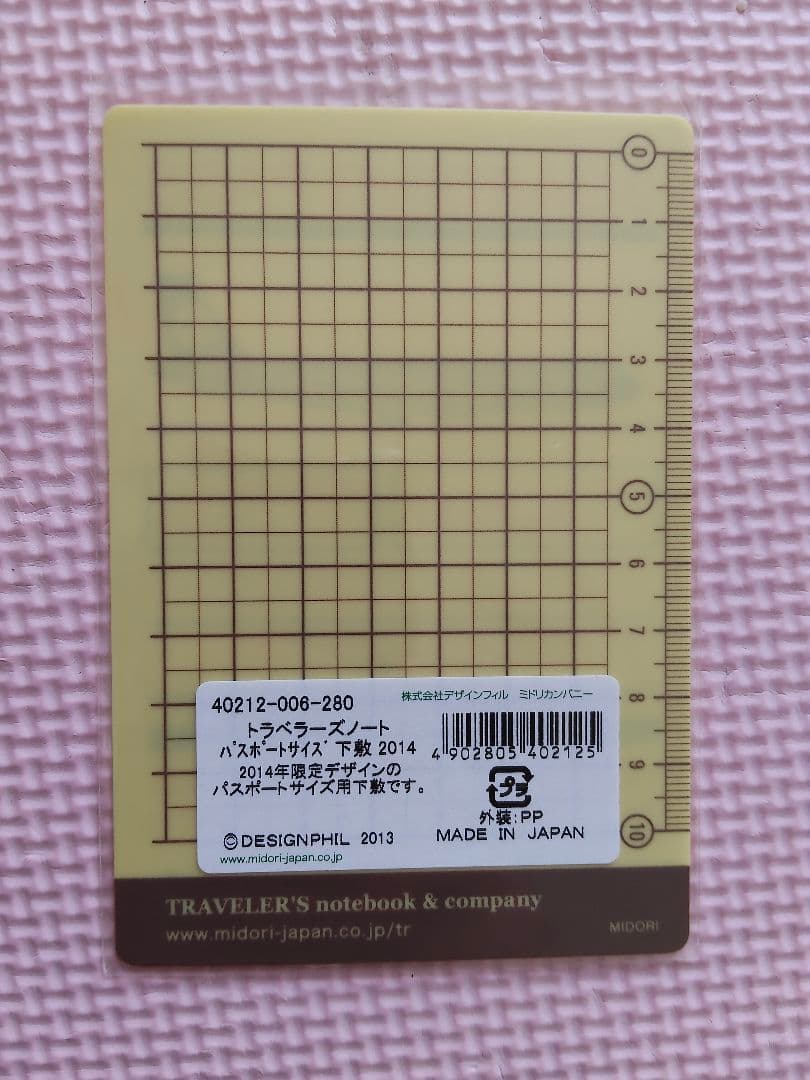 0
1
2
3
4
5
6
7
8
9
10
40212-006-280
株式会社デザインフィル ミドリカンパニー
トラベラーズノート
パスポートサイズ 下敷 2014
2014年限定デザインの
パスポートサイズ用下敷です。
4 902805 402125
プラ
外装:PP
MADE IN JAPAN
©DESIGNPHIL 2013
www.midori-japan.co.jp
TRAVELER'S notebook & company
www.midori-japan.co.jp/tr
MIDORI